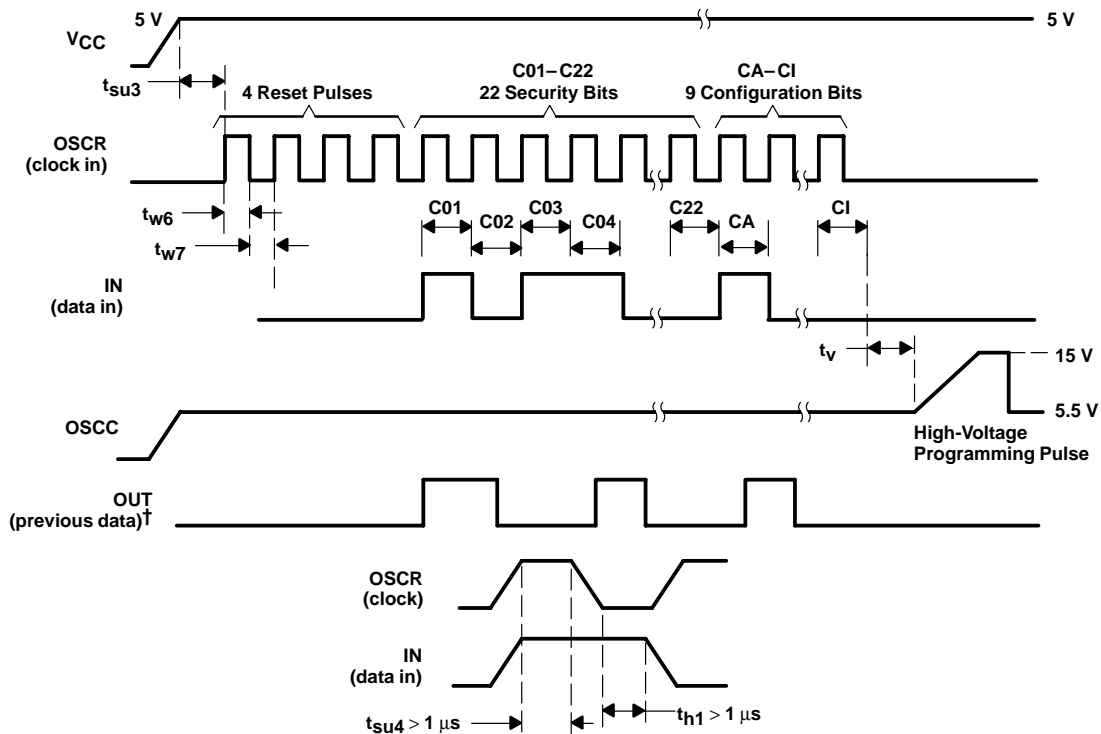 5 V
5 V
VCC
tsu3
4 Reset Pulses
C01–C22
22 Security Bits
CA–CI
9 Configuration Bits
OSCR
(clock in)
tw6
tw7
C01
C02
C03
C04
C22
CA
CI
IN
(data in)
tv
15 V
5.5 V
OSCC
High-Voltage
Programming Pulse
OUT
(previous data)†
OSCR
(clock)
IN
(data in)
tsu4 > 1 μs
th1 > 1 μs